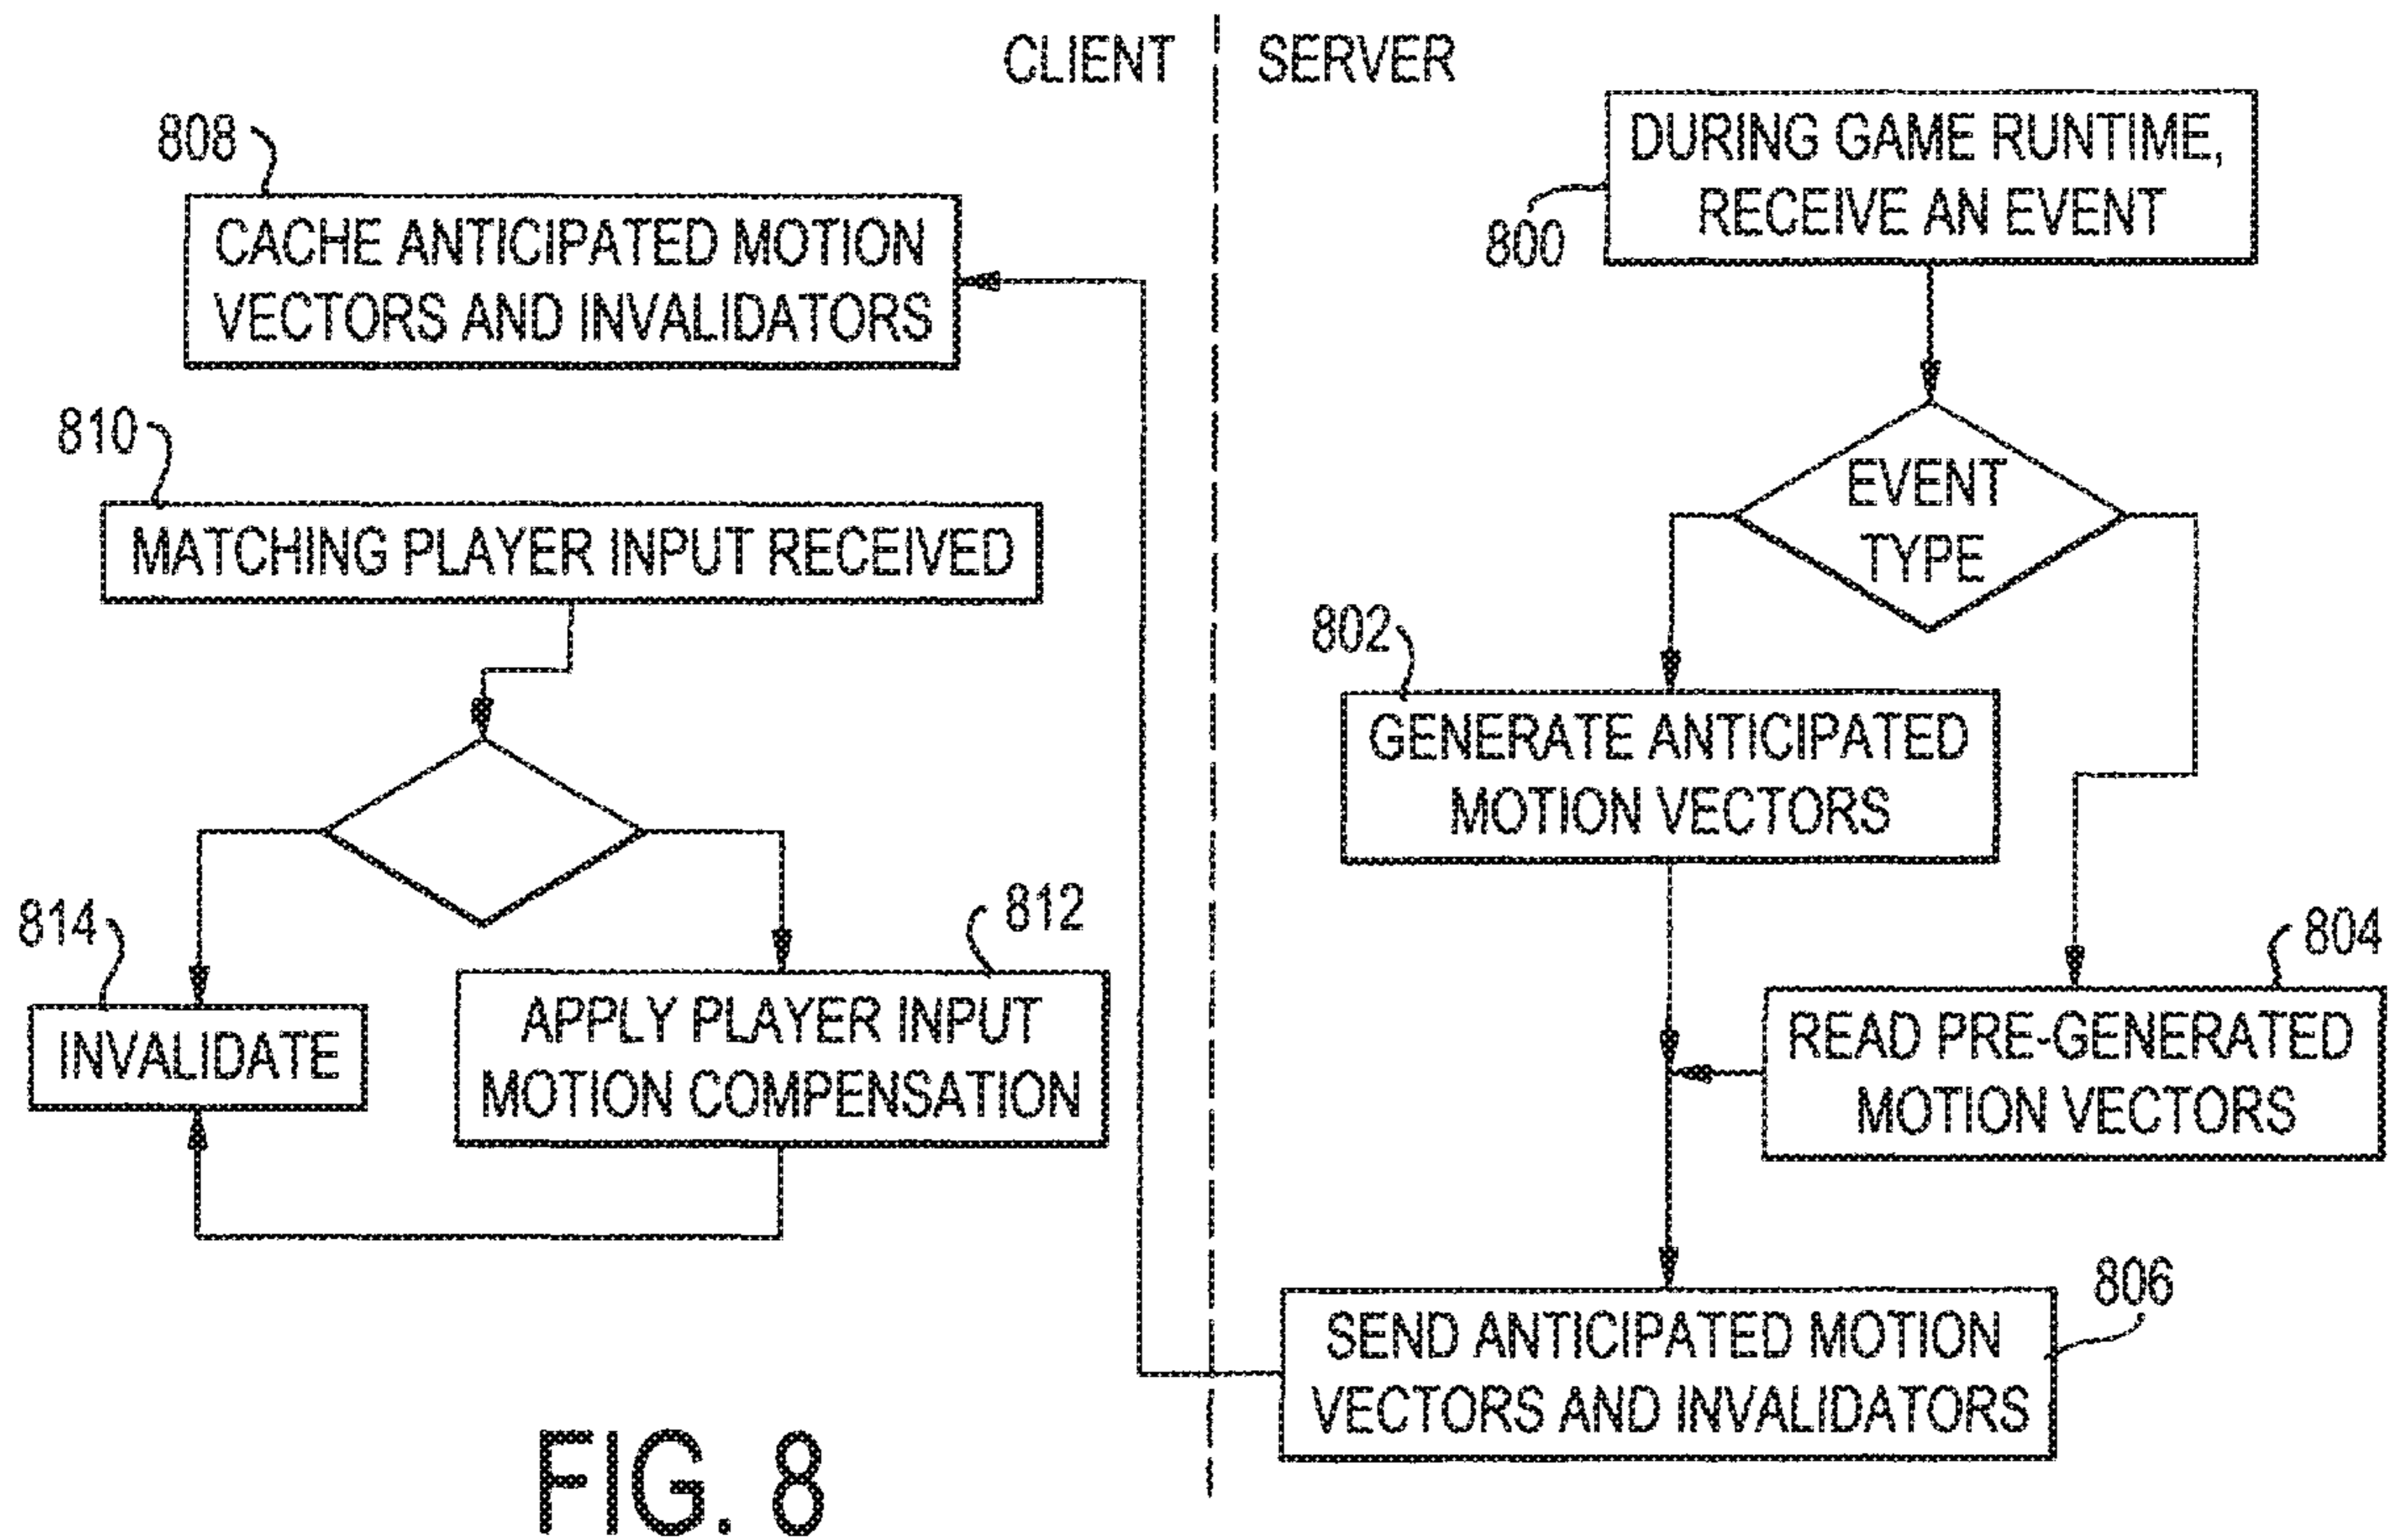 CLIENT
SERVER
808
CACHE ANTICIPATED MOTION
VECTORS AND INVALIDATORS
810
MATCHING PLAYER INPUT RECEIVED
814
INVALIDATE
812
APPLY PLAYER INPUT
MOTION COMPENSATION
800
DURING GAME RUNTIME,
RECEIVE AN EVENT
EVENT
TYPE
802
GENERATE ANTICIPATED
MOTION VECTORS
804
READ PRE-GENERATED
MOTION VECTORS
806
SEND ANTICIPATED MOTION
VECTORS AND INVALIDATORS
FIG. 8